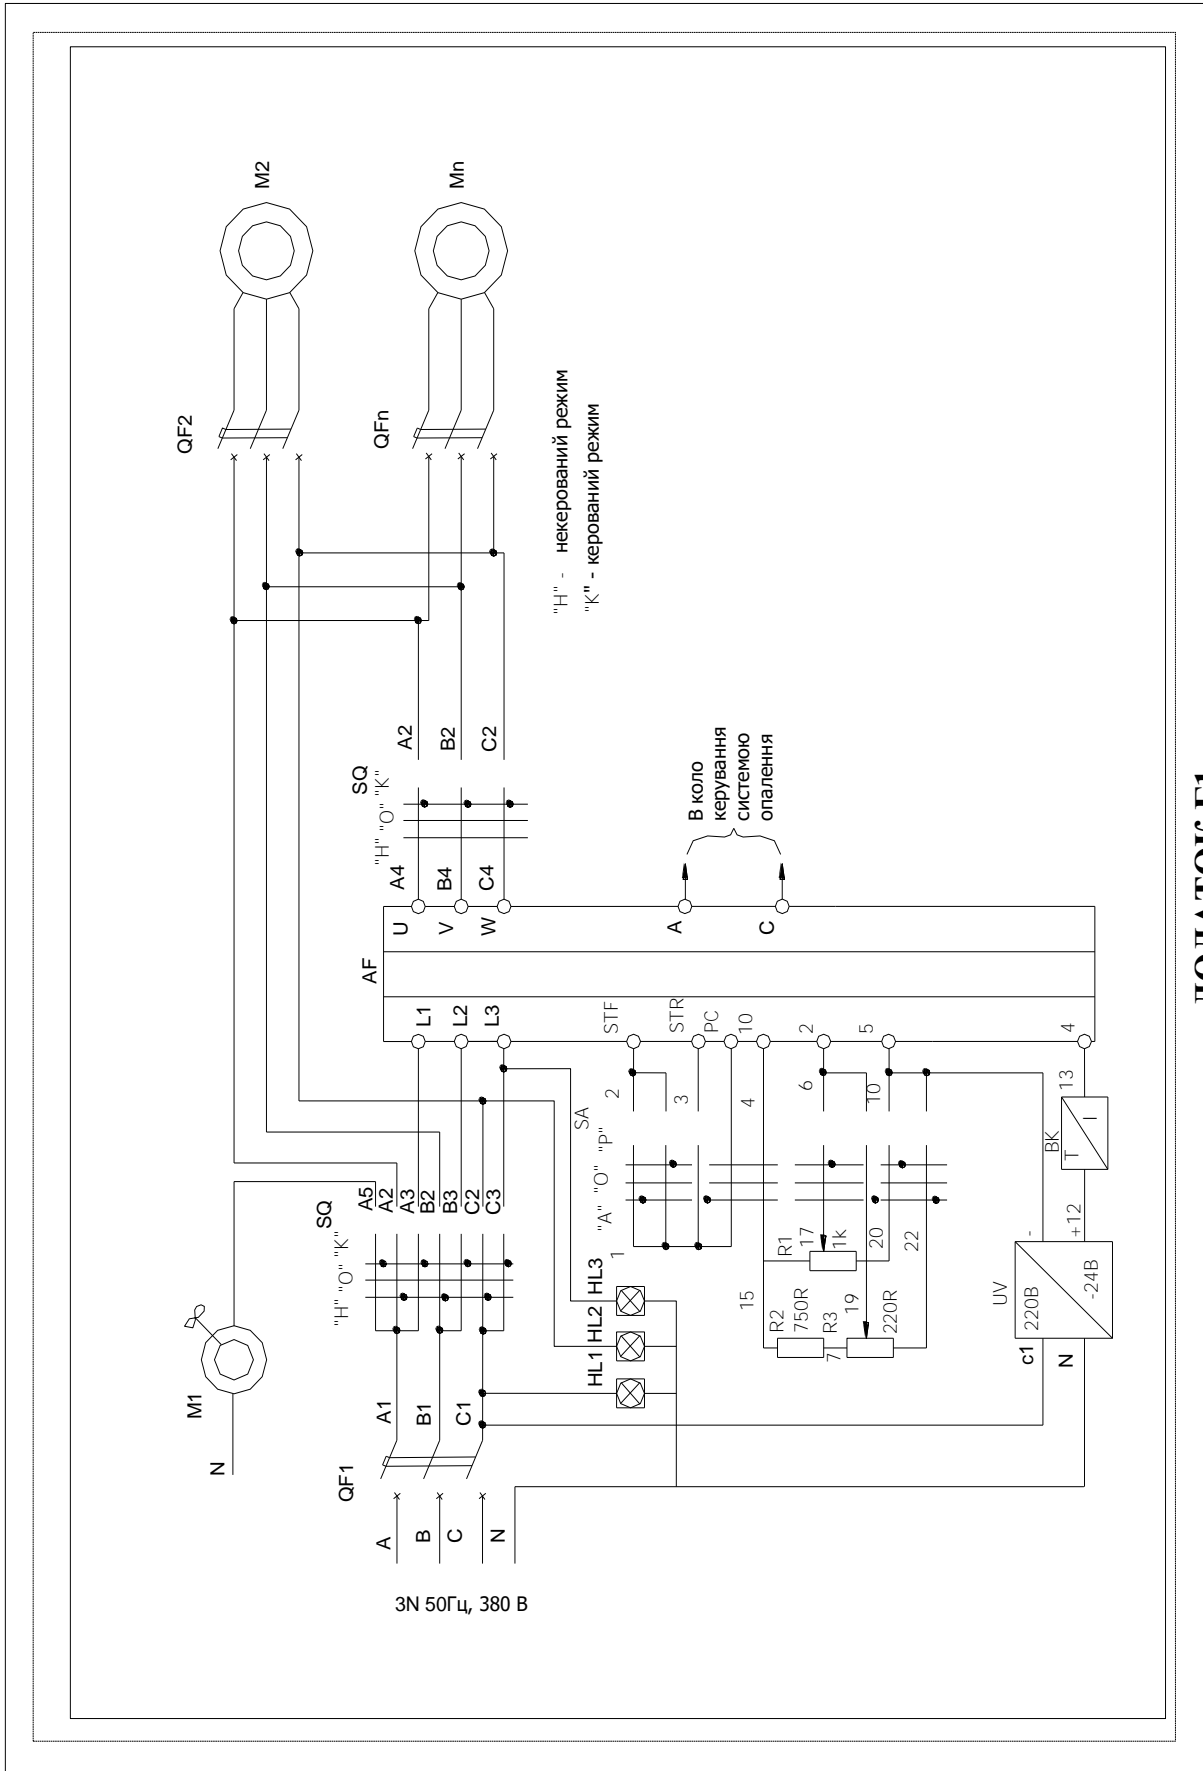 M2
Mn
QF2
QFn
"Н" - некерований режим
"К" - керований режим
A2
B2
C2
SQ
"Н" "О" "К"
A4
B4
C4
В коло
керування
системою
опалення
U
V
W
A
C
AF
L1
L2
L3
STF
STR
PC
10
2
5
4
2
3
4
6
10
13
SA
"А" "О" "Р"
BK
T
I
A5
A2
A3
B2
B3
C2
C3
SQ
"Н" "О" "К"
1
R1
17
1k
20
22
+12
-
HL1
HL2
HL3
15
R2
750R
R3
7
19
220R
UV
220В
-24В
c1
N
M1
N
A1
B1
C1
QF1
A
B
C
N
3N 50Гц, 380 В